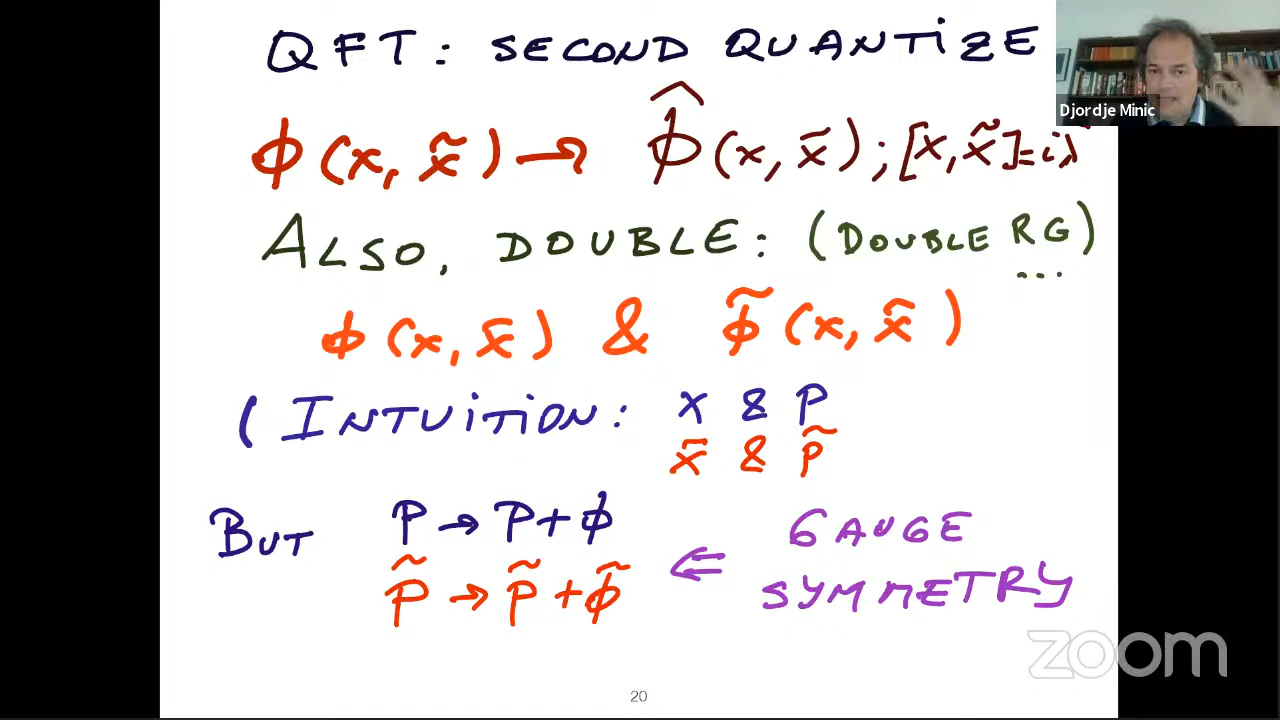 QFT: SECOND QUANTIZE
Djordje Minic
ϕ(x, x̃) → ϕ̂(x, x̃); [x, x̃]=iλ
ALSO, DOUBLE: (DOUBLE RG)
...
ϕ(x, x̃) & ϕ̃(x, x̃)
(INTUITION: x & P
x̃ & p̃
BUT P → P+ϕ
P̃ → P̃+ϕ̃ ⇐ GAUGE
SYMMETRY
zoom
20